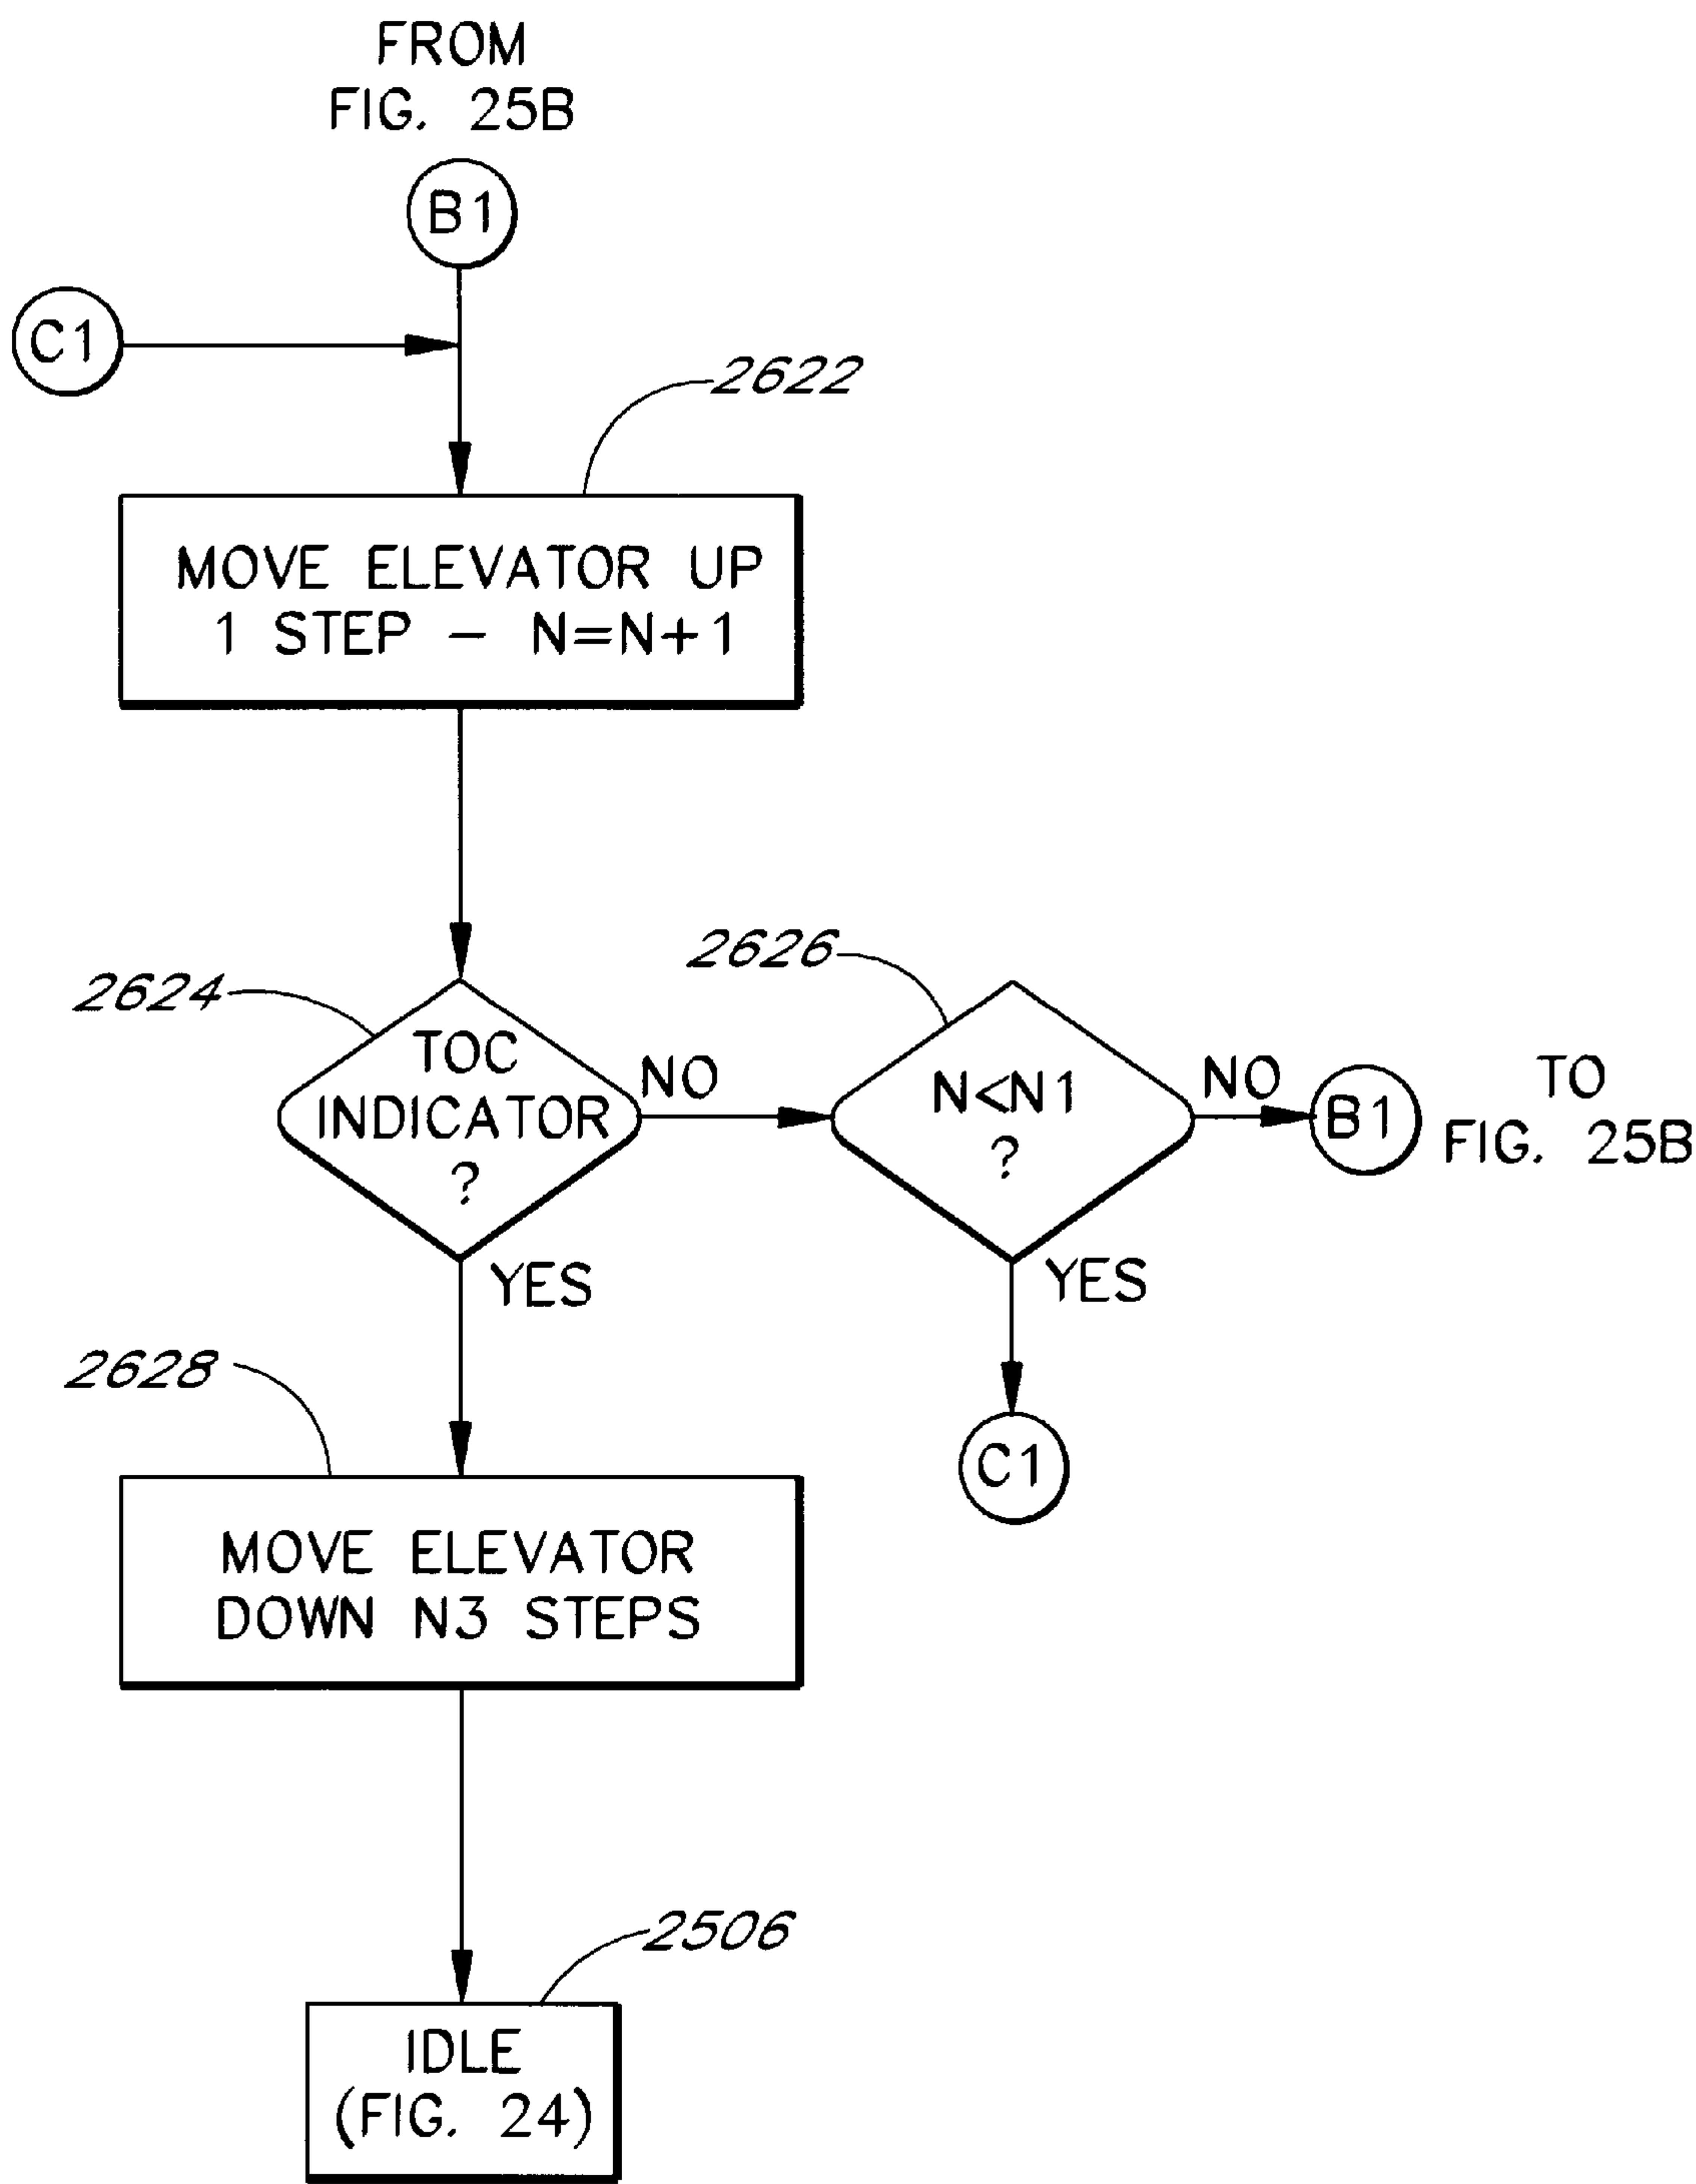 FROM
FIG. 25B
B1
C1
2622
MOVE ELEVATOR UP
1 STEP - N=N+1
2624
TOC
INDICATOR
?
NO
2626
N<N1
?
NO
B1
TO
FIG. 25B
YES
YES
C1
2628
MOVE ELEVATOR
DOWN N3 STEPS
2506
IDLE
(FIG. 24)